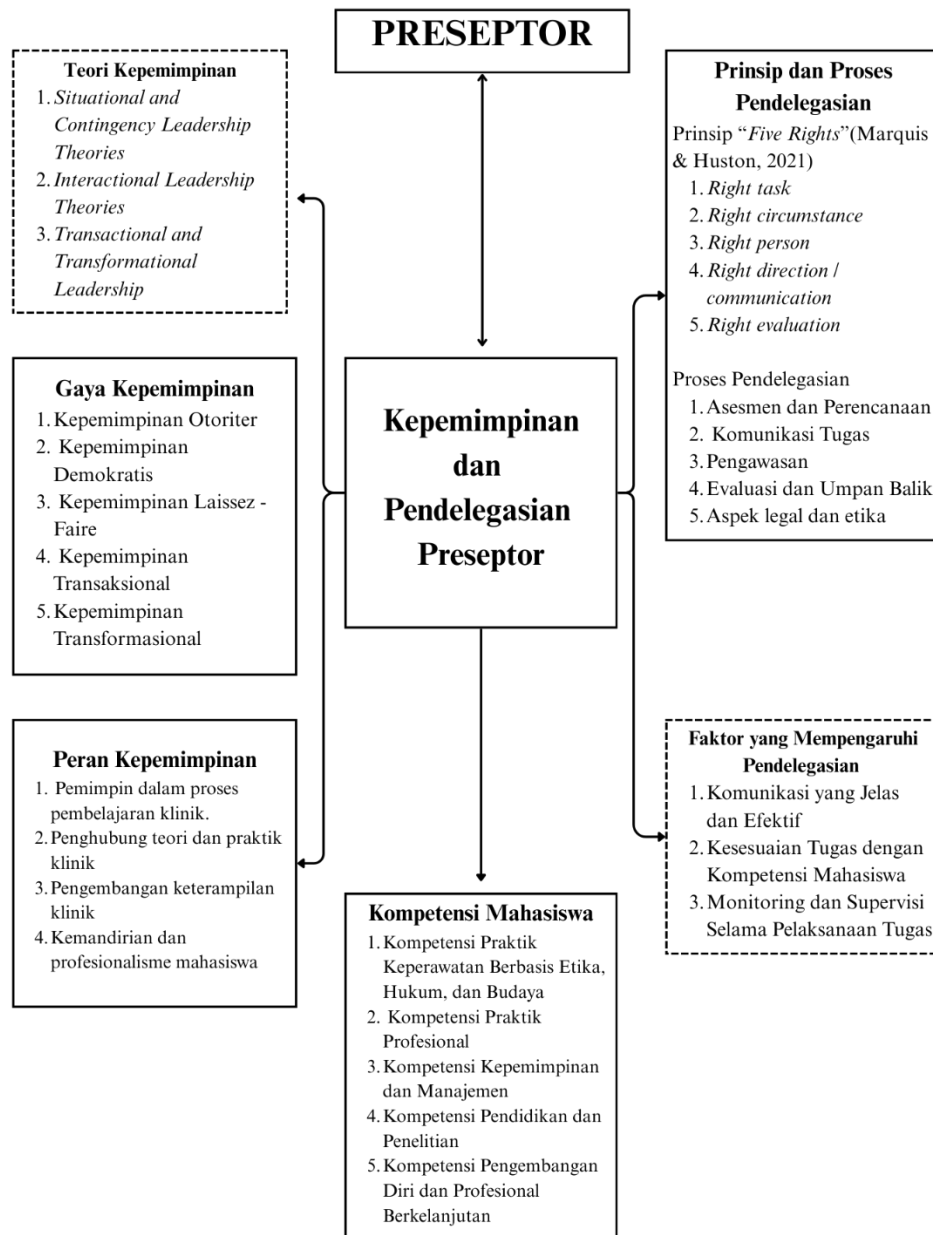 PRESEPTOR
Teori Kepemimpinan
1. Situational and
Contingency Leadership
Theories
2. Interactional Leadership
Theories
3. Transactional and
Transformational
Leadership
Gaya Kepemimpinan
1. Kepemimpinan Otoriter
2. Kepemimpinan
Demokratis
3. Kepemimpinan Laissez -
Faire
4. Kepemimpinan
Transaksional
5. Kepemimpinan
Transformasional
Peran Kepemimpinan
1. Pemimpin dalam proses
pembelajaran klinik.
2. Penghubung teori dan praktik
klinik
3. Pengembangan keterampilan
klinik
4. Kemandirian dan
profesionalisme mahasiswa
Kepemimpinan
dan
Pendelegasian
Preseptor
Kompetensi Mahasiswa
1. Kompetensi Praktik
Keperawatan Berbasis Etika,
Hukum, dan Budaya
2. Kompetensi Praktik
Profesional
3. Kompetensi Kepemimpinan
dan Manajemen
4. Kompetensi Pendidikan dan
Penelitian
5. Kompetensi Pengembangan
Diri dan Profesional
Berkelanjutan
Prinsip dan Proses
Pendelegasian
Prinsip “Five Rights”(Marquis
& Huston, 2021)
1. Right task
2. Right circumstance
3. Right person
4. Right direction /
communication
5. Right evaluation
Proses Pendelegasian
1. Asesmen dan Perencanaan
2. Komunikasi Tugas
3. Pengawasan
4. Evaluasi dan Umpan Balik
5. Aspek legal dan etika
Faktor yang Mempengaruhi
Pendelegasian
1. Komunikasi yang Jelas
dan Efektif
2. Kesesuaian Tugas dengan
Kompetensi Mahasiswa
3. Monitoring dan Supervisi
Selama Pelaksanaan Tugas